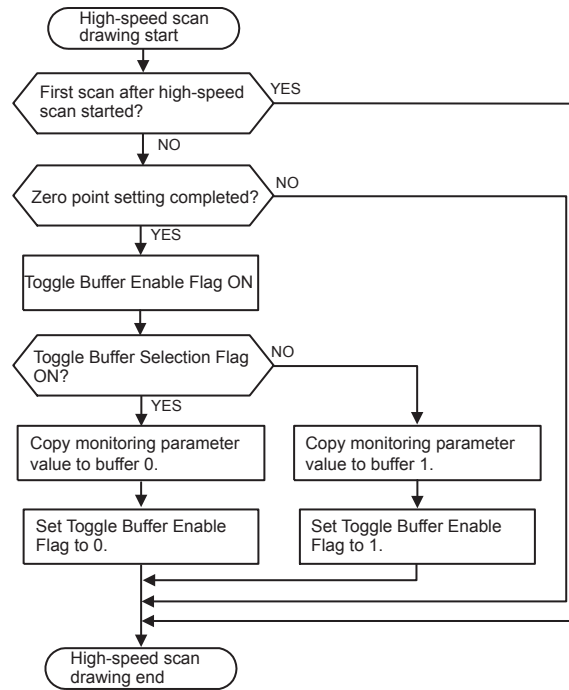 High-speed scan
drawing start
First scan after high-speed
scan started?
YES
NO
Zero point setting completed?
NO
YES
Toggle Buffer Enable Flag ON
Toggle Buffer Selection Flag
ON?
NO
YES
Copy monitoring parameter
value to buffer 0.
Copy monitoring parameter
value to buffer 1.
Set Toggle Buffer Enable
Flag to 0.
Set Toggle Buffer Enable
Flag to 1.
High-speed scan
drawing end